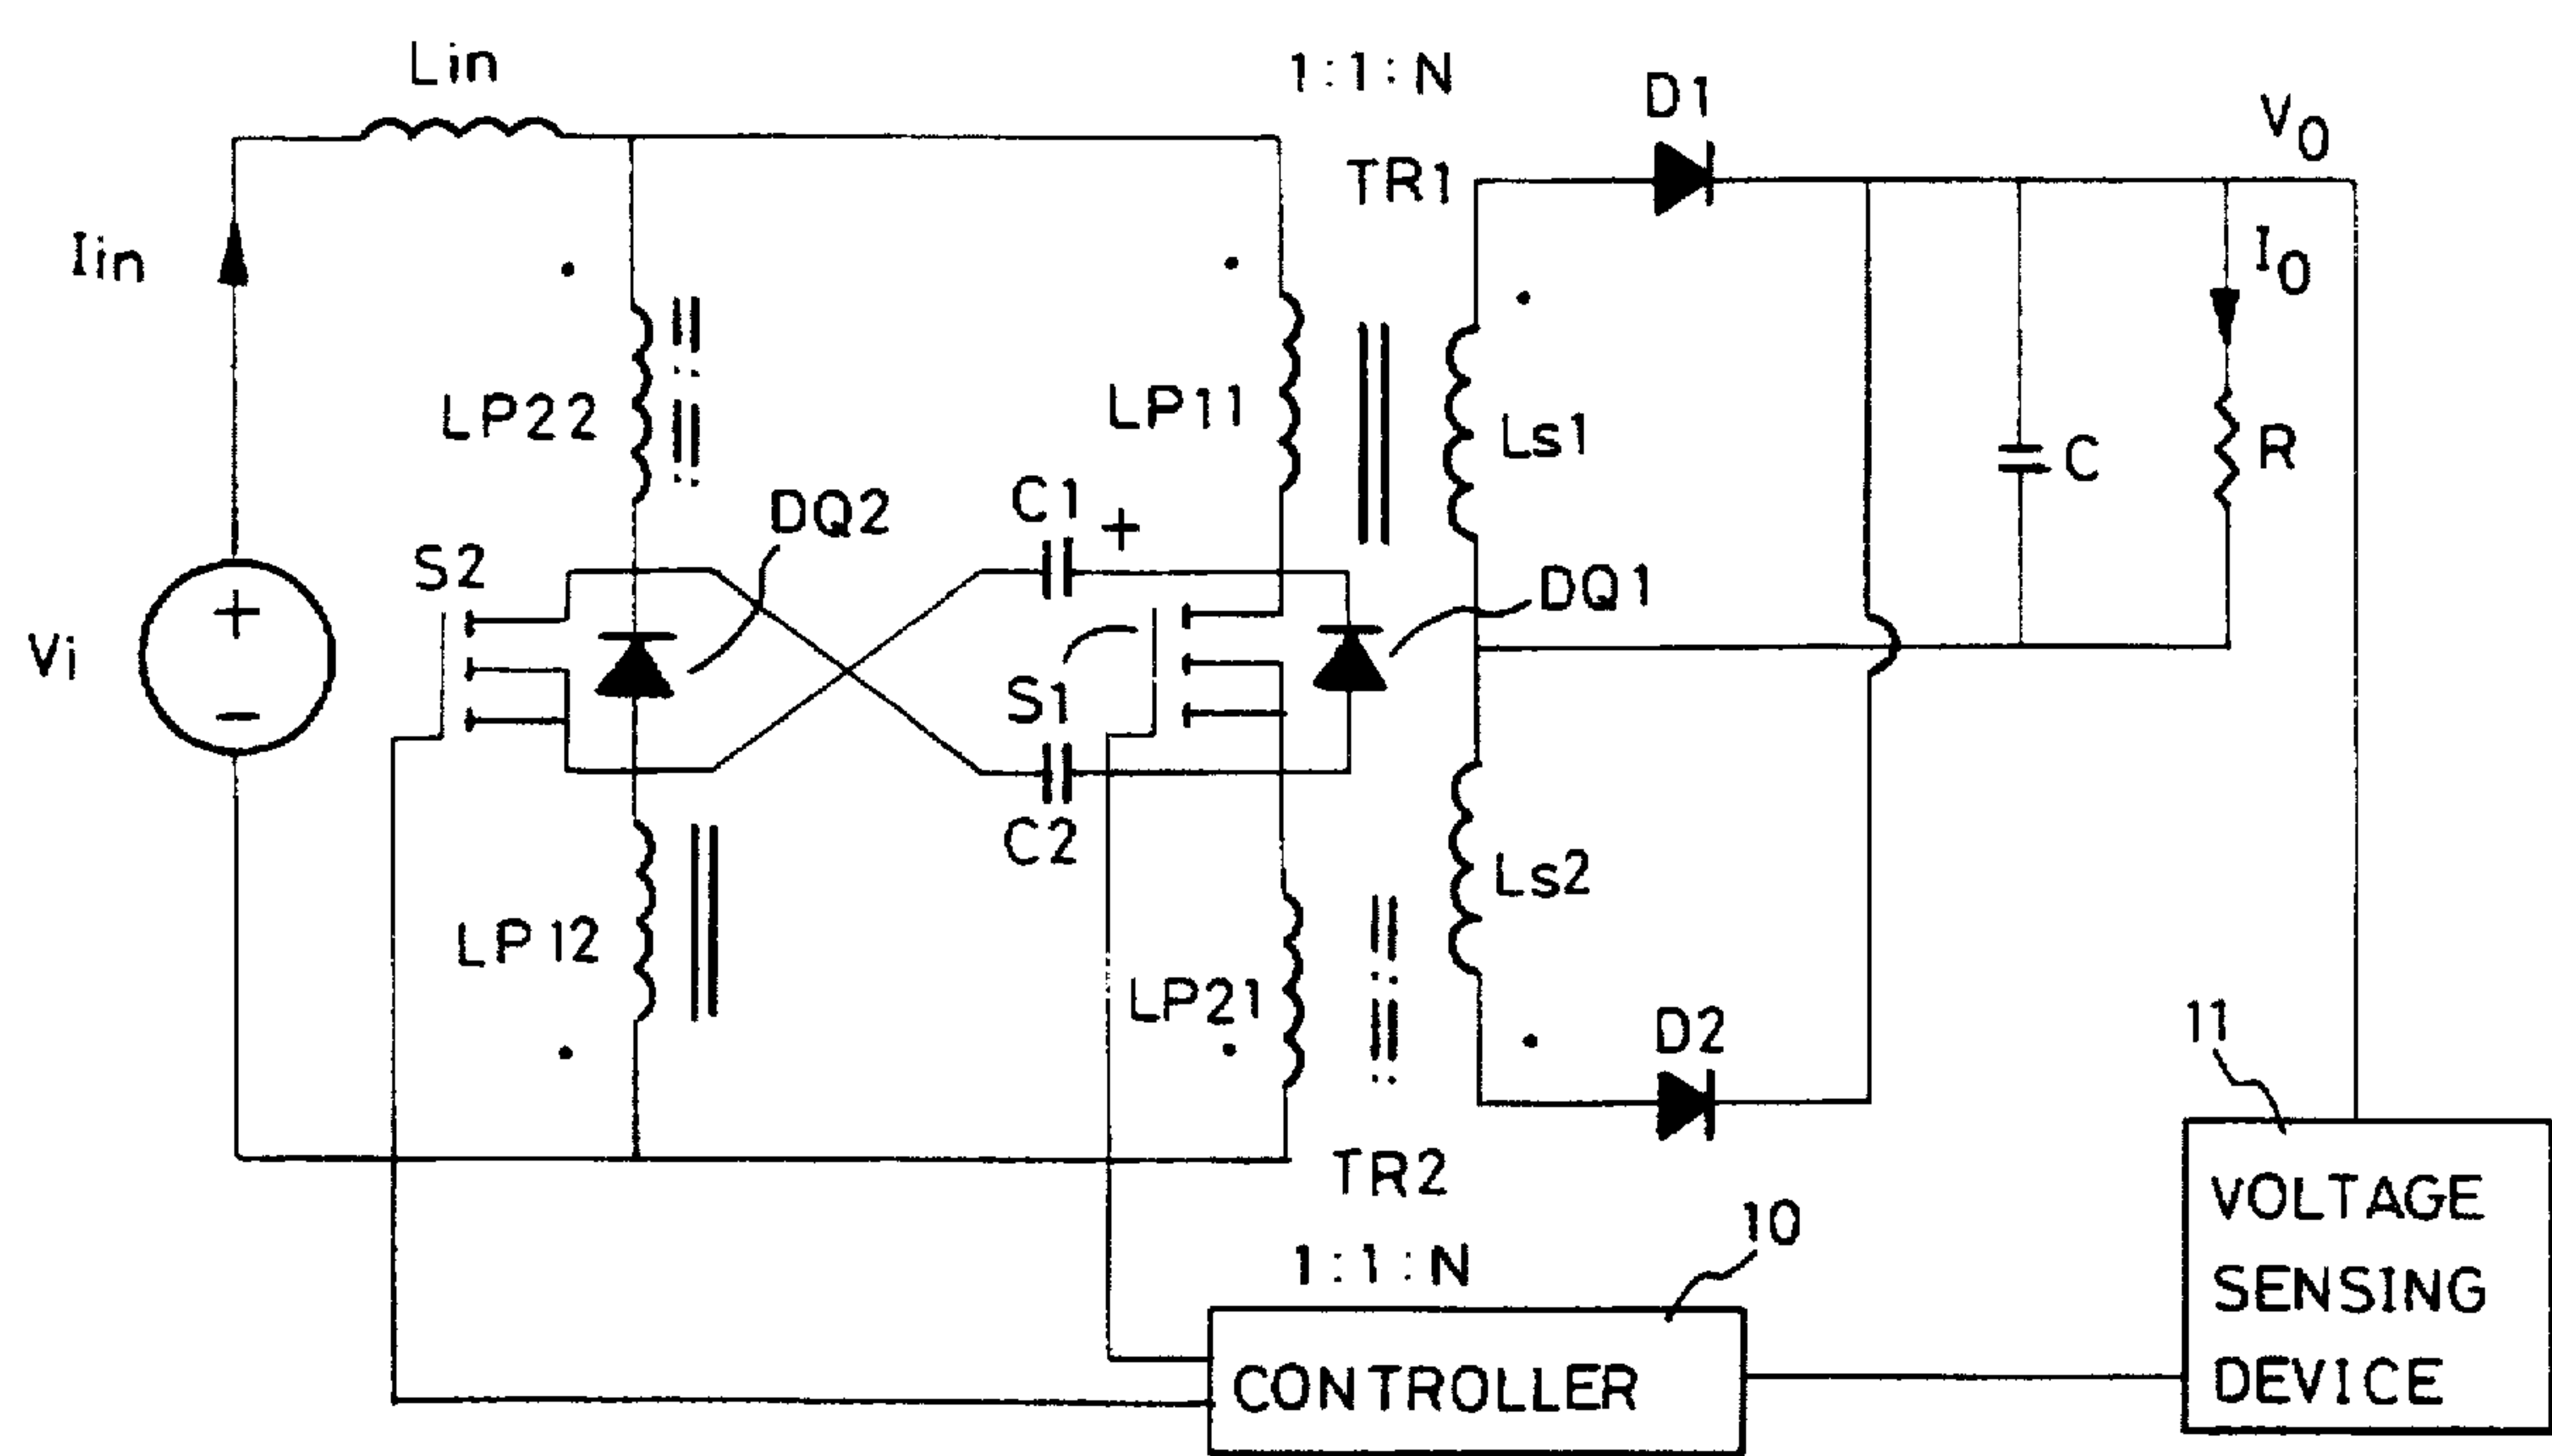 Lin
1:1:N
D1
V0
TR1
Iin
I0
LP22
LP11
Ls1
C
R
C1
+
DQ2
S2
DQ1
+
Vi
−
S1
C2
Ls2
LP12
LP21
D2
11
TR2
10
1:1:N
CONTROLLER
VOLTAGE
SENSING
DEVICE